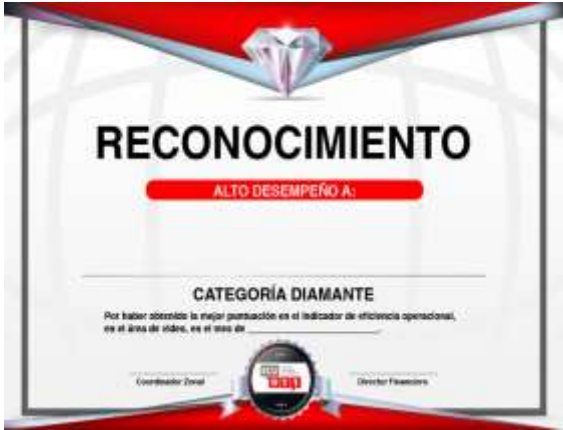 RECONOCIMIENTO
ALTO DESEMPEÑO A:
CATEGORÍA DIAMANTE
Por haber obtenido la mejor puntuación en el indicador de eficiencia operacional,
en el área de video, en el mes de ____________________.
Coordinador Zonal
Director Financiero